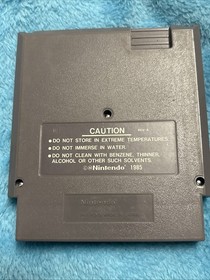 CAUTION
●DO NOT STORE IN EXTREME TEMPERATURES.
●DO NOT IMMERSE IN WATER.
●DO NOT CLEAN WITH BENZENE, THINNER,
ALCOHOL OR OTHER SUCH SOLVENTS.
©Nintendo 1985